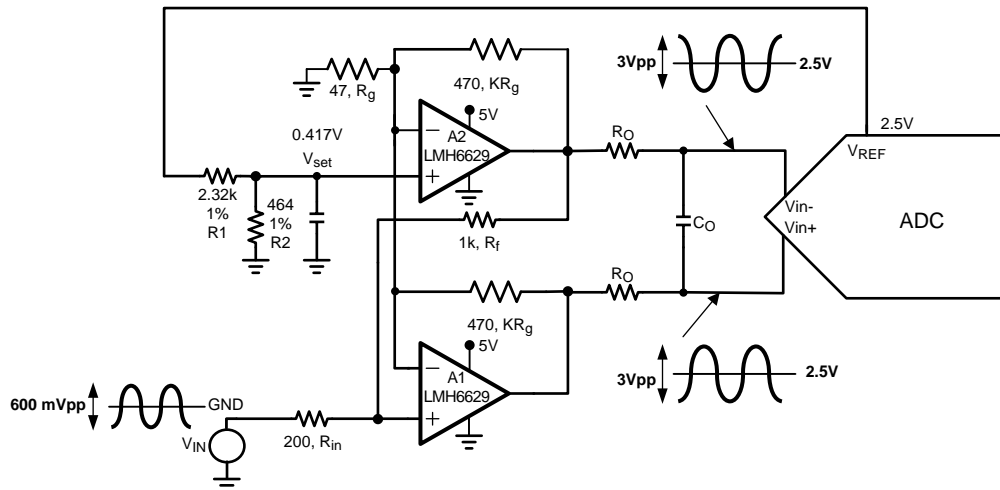 47, Rg
470, KRg
3Vpp
2.5V
5V
A2
LMH6629
−
+
0.417V
Vset
RO
2.5V
VREF
2.32k
1%
R1
464
1%
R2
1k, Rf
CO
Vin-
Vin+
ADC
RO
470, KRg
5V
A1
LMH6629
−
+
3Vpp
2.5V
600 mVpp
GND
VIN
200, Rin